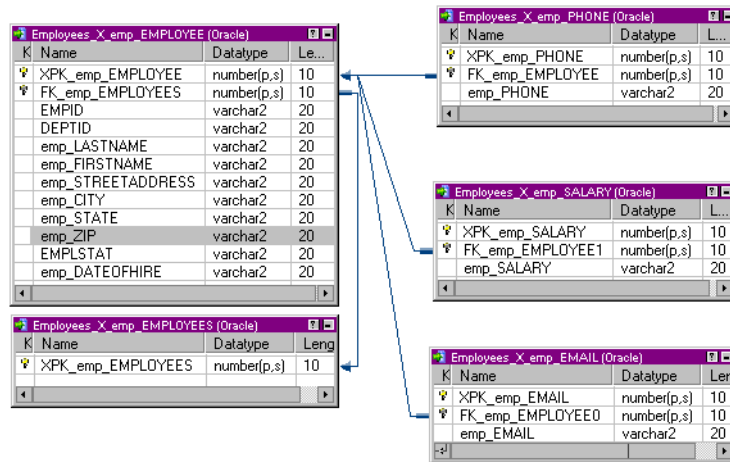 Employees_X_emp_EMPLOYEE (Oracle)
K Name Datatype Le...
XPK_emp_EMPLOYEE number(p,s) 10
FK_emp_EMPLOYEES number(p,s) 10
EMPID varchar2 20
DEPTID varchar2 20
emp_LASTNAME varchar2 20
emp_FIRSTNAME varchar2 20
emp_STREETADDRESS varchar2 20
emp_CITY varchar2 20
emp_STATE varchar2 20
emp_ZIP varchar2 20
EMPLSTAT varchar2 20
emp_DATEOFHIRE varchar2 20
Employees_X_emp_EMPLOYEES (Oracle)
K Name Datatype Leng
XPK_emp_EMPLOYEES number(p,s) 10
Employees_X_emp_PHONE (Oracle)
K Name Datatype L...
XPK_emp_PHONE number(p,s) 10
FK_emp_EMPLOYEE number(p,s) 10
emp_PHONE varchar2 20
Employees_X_emp_SALARY (Oracle)
K Name Datatype L...
XPK_emp_SALARY number(p,s) 10
FK_emp_EMPLOYEE1 number(p,s) 10
emp_SALARY varchar2 20
Employees_X_emp_EMAIL (Oracle)
K Name Datatype Len
XPK_emp_EMAIL number(p,s) 10
FK_emp_EMPLOYEE0 number(p,s) 10
emp_EMAIL varchar2 20